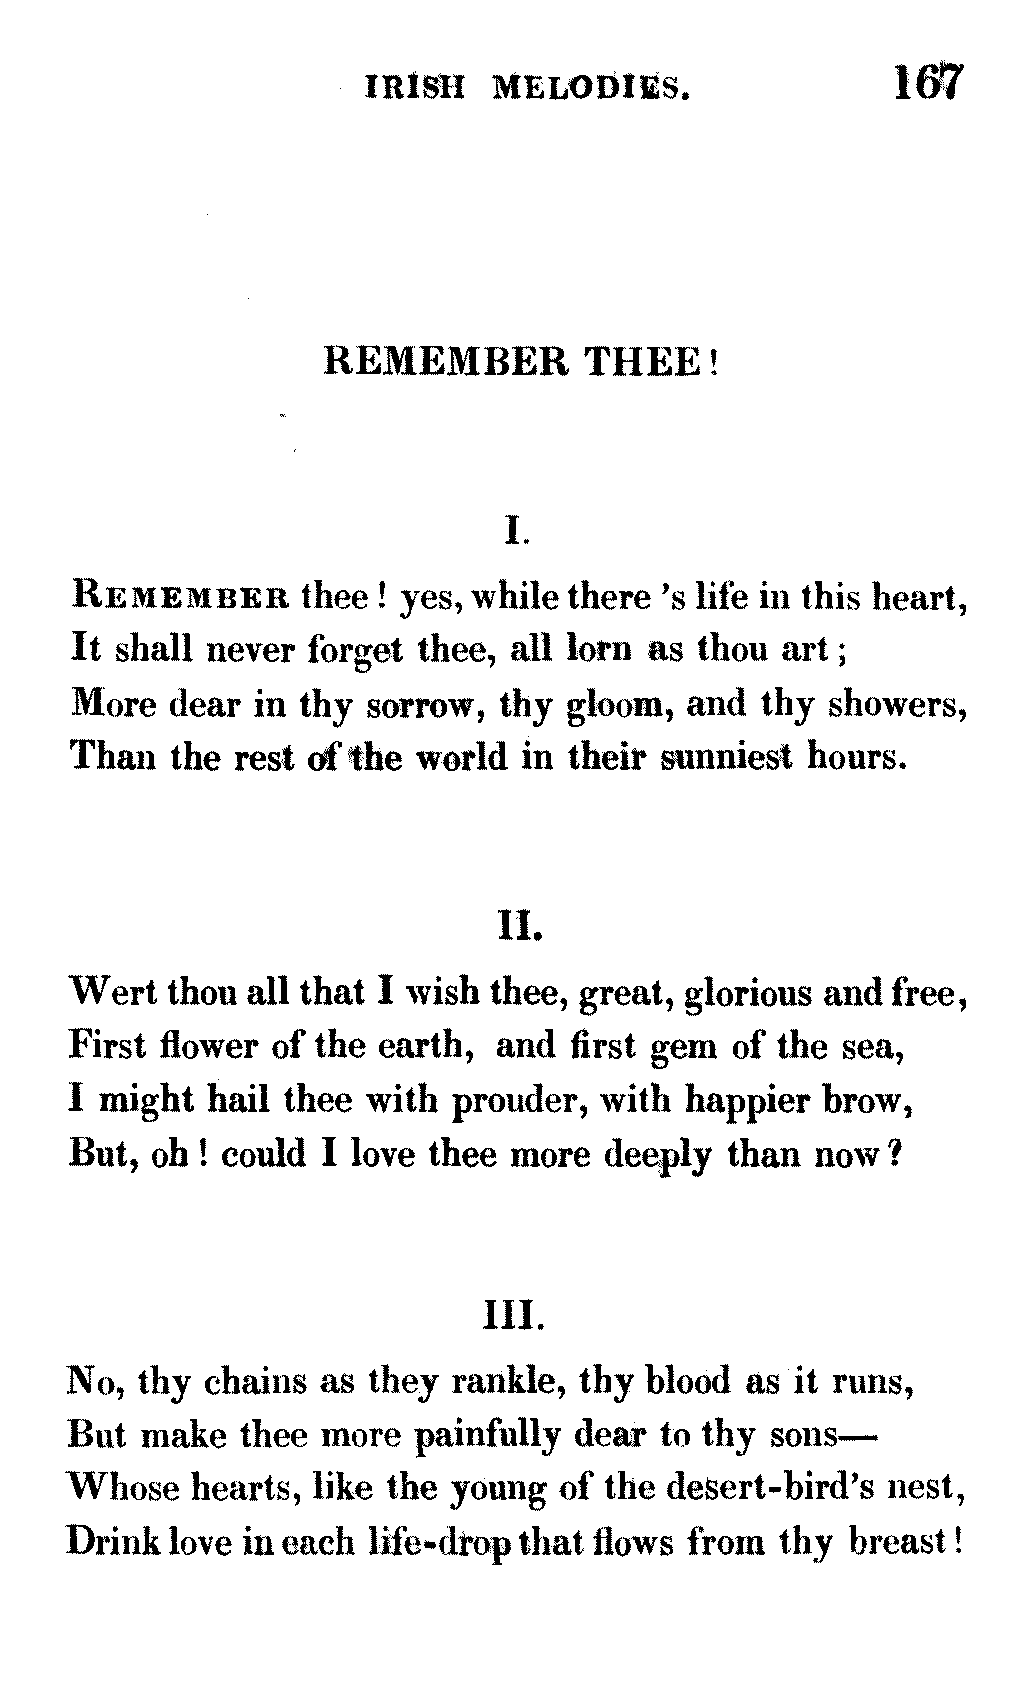 IRISH MELODIES. 167
REMEMBER THEE!
I.
REMEMBER thee! yes, while there 's life in this heart,
It shall never forget thee, all lorn as thou art;
More dear in thy sorrow, thy gloom, and thy showers,
Than the rest of the world in their sunniest hours.
II.
Wert thou all that I wish thee, great, glorious and free,
First flower of the earth, and first gem of the sea,
I might hail thee with prouder, with happier brow,
But, oh! could I love thee more deeply than now?
III.
No, thy chains as they rankle, thy blood as it runs,
But make thee more painfully dear to thy sons—
Whose hearts, like the young of the desert-bird's nest,
Drink love in each life-drop that flows from thy breast!